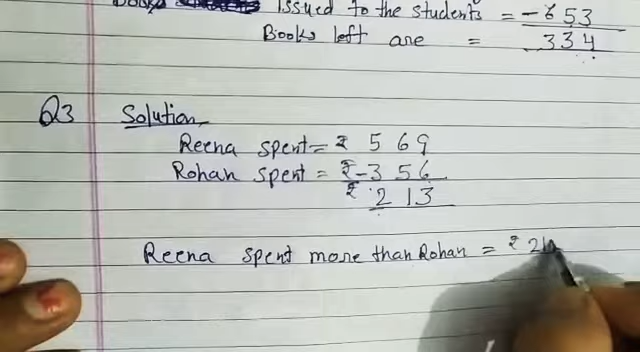 Books Issued to the students = - 653
Books left are = 334
Q3 Solution
Reena spent = ₹ 569
Rohan spent = ₹ - 356
₹ 213
Reena spent more than Rohan = ₹ 21